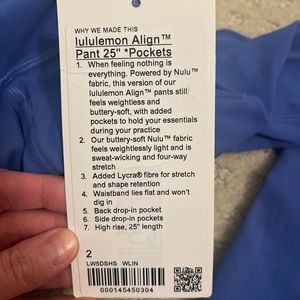 WHY WE MADE THIS
lululemon Align™
Pant 25" *Pockets
1. When feeling nothing is
everything. Powered by Nulu™
fabric, this version of our
lululemon Align™ pants still
feels weightless and
buttery-soft, with added
pockets to hold your essentials
during your practice
2. Our buttery-soft Nulu™ fabric
feels weightlessly light and is
sweat-wicking and four-way
stretch
3. Added Lycra® fibre for stretch
and shape retention
4. Waistband lies flat and won't
dig in
5. Back drop-in pocket
6. Side drop-in pockets
7. High rise, 25" length
2
LW5DSHS WLIN
000145450304